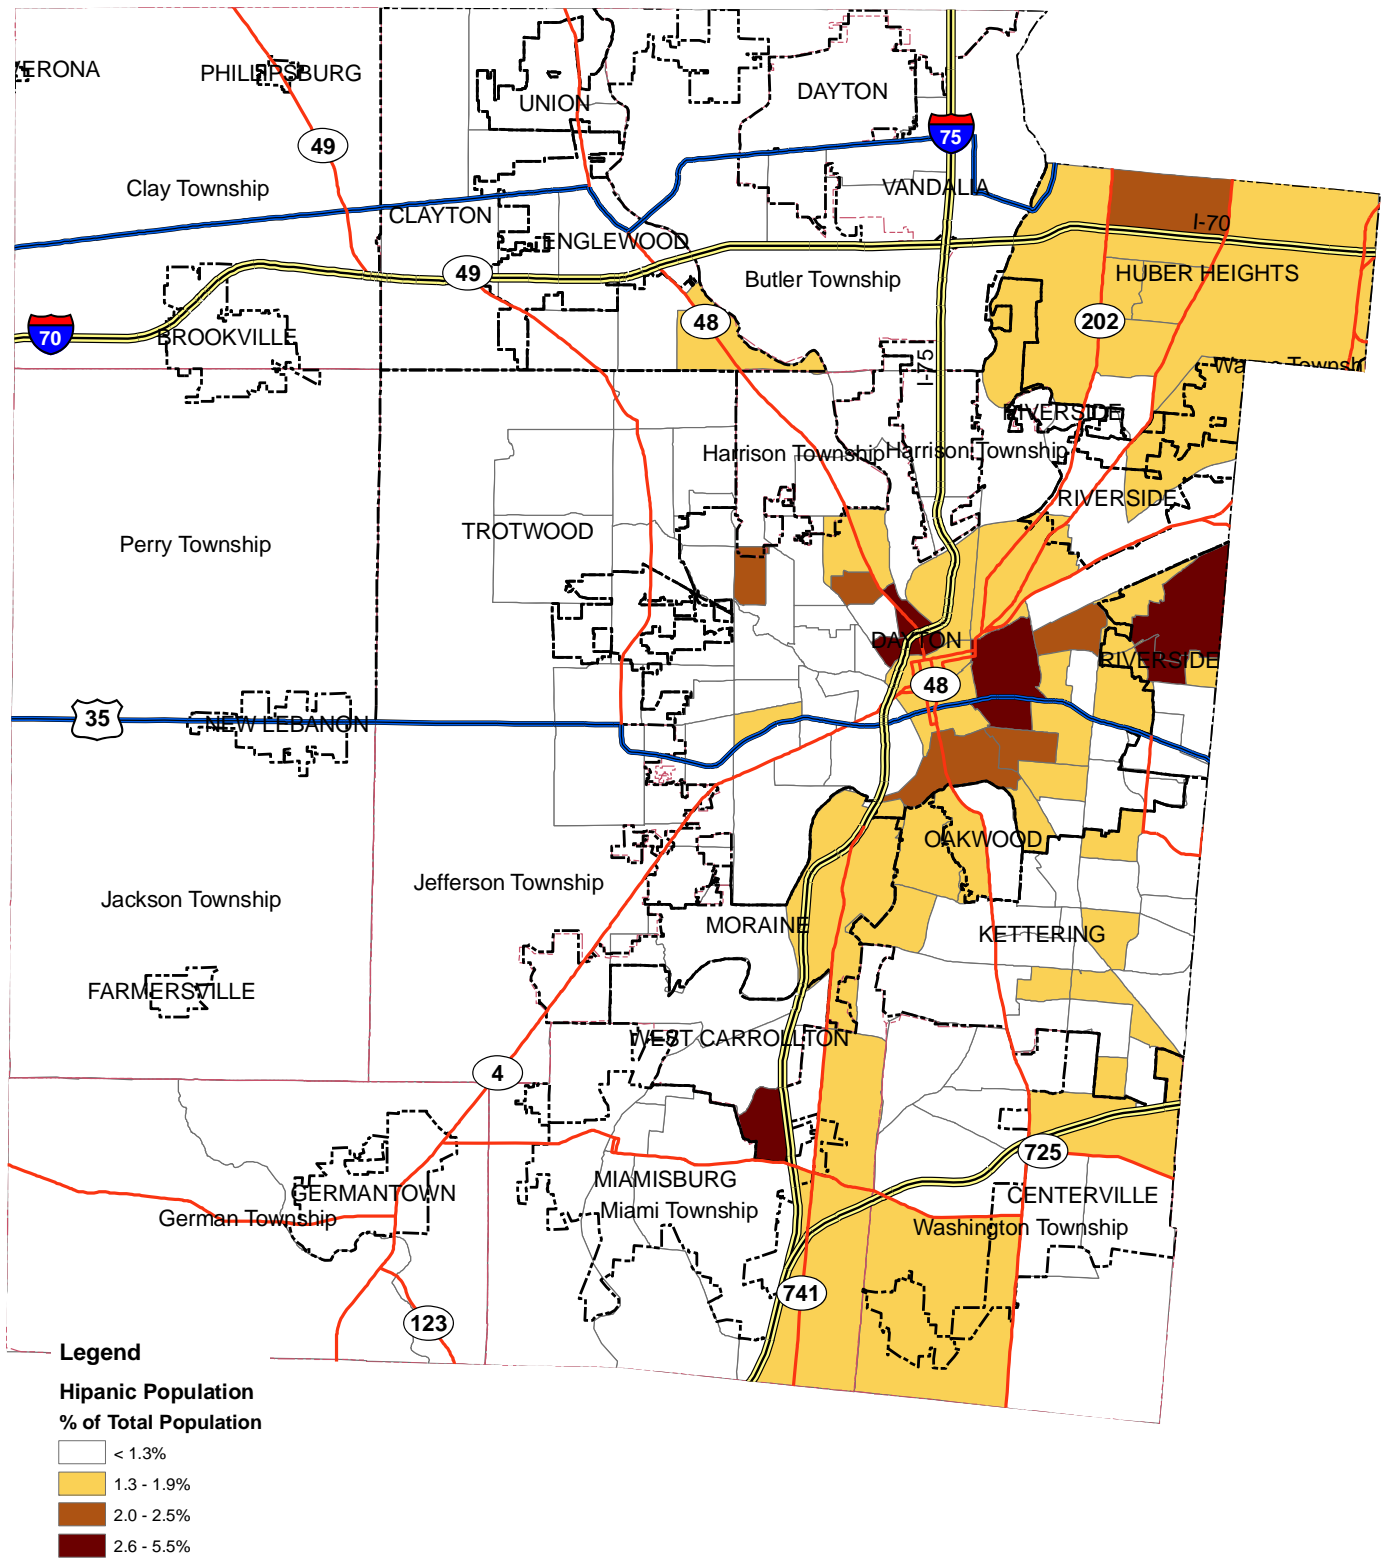 ERONA
PHILLIPSBURG
UNION
DAYTON
75
49
Clay Township
VANDALIA
CLAYTON
I-70
ENGLEWOOD
49
Butler Township
HUBER HEIGHTS
48
202
70
BROOKVILLE
I-75
RIVERSIDE
Harrison Township
Harrison Township
RIVERSIDE
TROTWOOD
Perry Township
DAYTON
RIVERSIDE
48
35
NEW LEBANON
OAKWOOD
Jefferson Township
Jackson Township
MORAINE
KETTERING
FARMERSVILLE
WEST CARROLLTON
4
725
MIAMISBURG
GERMANTOWN
CENTERVILLE
Miami Township
German Township
Washington Township
741
123
Legend
Hipanic Population
% of Total Population
< 1.3%
1.3 - 1.9%
2.0 - 2.5%
2.6 - 5.5%